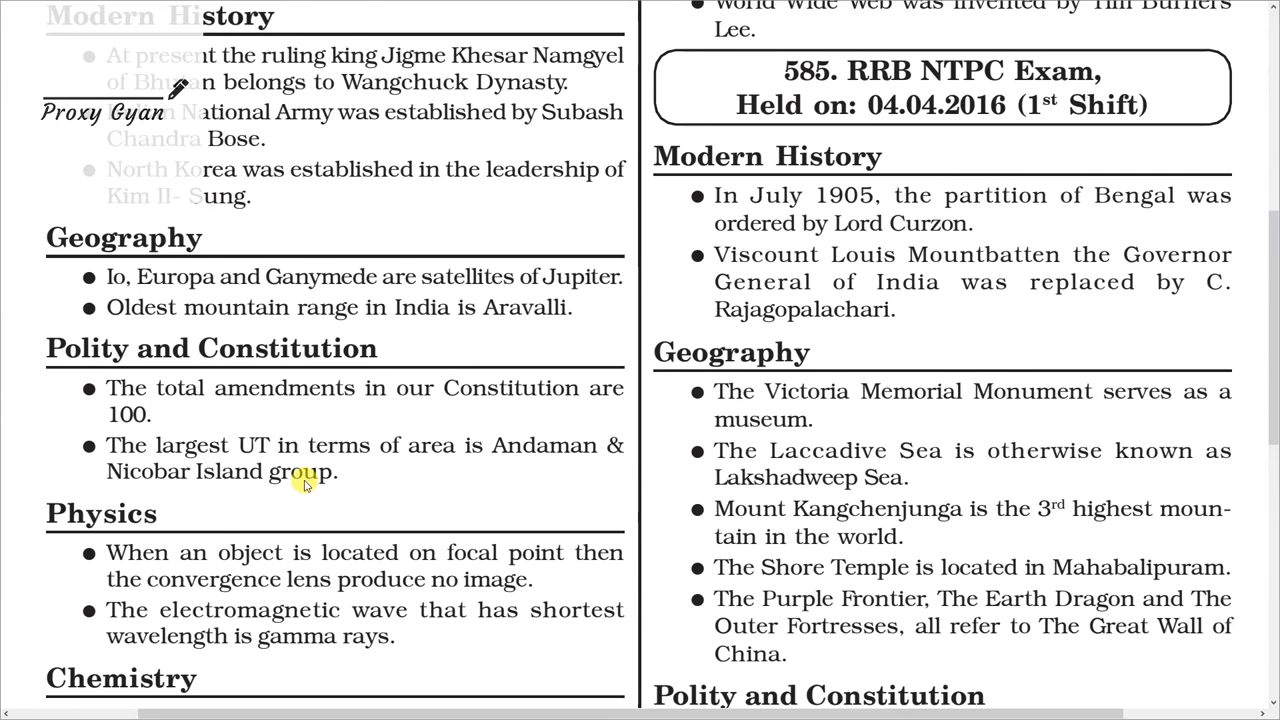 Modern History
● At present the ruling king Jigme Khesar Namgyel
of Bhutan belongs to Wangchuck Dynasty.
Proxy Gyan
● Indian National Army was established by Subash
Chandra Bose.
● North Korea was established in the leadership of
Kim II- Sung.
Geography
● Io, Europa and Ganymede are satellites of Jupiter.
● Oldest mountain range in India is Aravalli.
Polity and Constitution
● The total amendments in our Constitution are
100.
● The largest UT in terms of area is Andaman &
Nicobar Island group.
Physics
● When an object is located on focal point then
the convergence lens produce no image.
● The electromagnetic wave that has shortest
wavelength is gamma rays.
Chemistry
World Wide Web was invented by Tim Burners
Lee.
585. RRB NTPC Exam,
Held on: 04.04.2016 (1st Shift)
Modern History
● In July 1905, the partition of Bengal was
ordered by Lord Curzon.
● Viscount Louis Mountbatten the Governor
General of India was replaced by C.
Rajagopalachari.
Geography
● The Victoria Memorial Monument serves as a
museum.
● The Laccadive Sea is otherwise known as
Lakshadweep Sea.
● Mount Kangchenjunga is the 3rd highest moun-
tain in the world.
● The Shore Temple is located in Mahabalipuram.
● The Purple Frontier, The Earth Dragon and The
Outer Fortresses, all refer to The Great Wall of
China.
Polity and Constitution